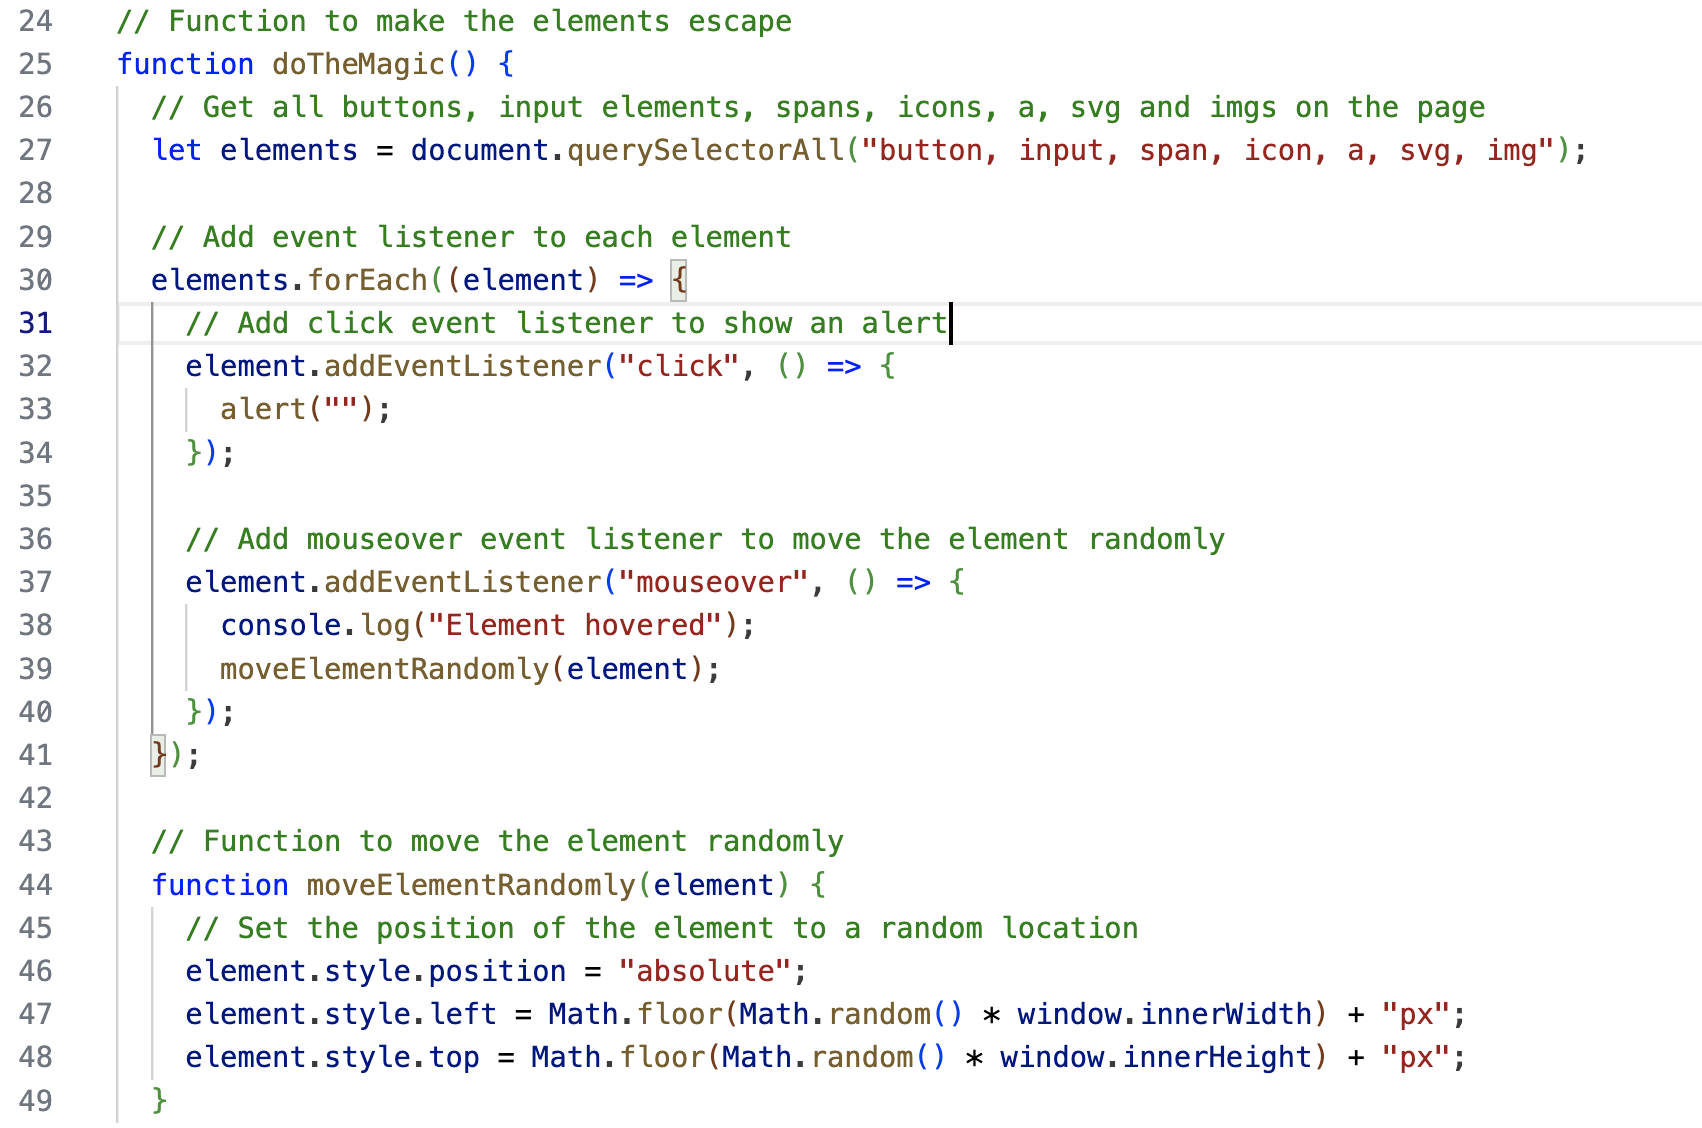 24 // Function to make the elements escape
25 function doTheMagic() {
26 // Get all buttons, input elements, spans, icons, a, svg and imgs on the page
27 let elements = document.querySelectorAll("button, input, span, icon, a, svg, img");
28
29 // Add event listener to each element
30 elements.forEach((element) => {
31 // Add click event listener to show an alert
32 element.addEventListener("click", () => {
33 alert("");
34 });
35
36 // Add mouseover event listener to move the element randomly
37 element.addEventListener("mouseover", () => {
38 console.log("Element hovered");
39 moveElementRandomly(element);
40 });
41 });
42
43 // Function to move the element randomly
44 function moveElementRandomly(element) {
45 // Set the position of the element to a random location
46 element.style.position = "absolute";
47 element.style.left = Math.floor(Math.random() * window.innerWidth) + "px";
48 element.style.top = Math.floor(Math.random() * window.innerHeight) + "px";
49 }